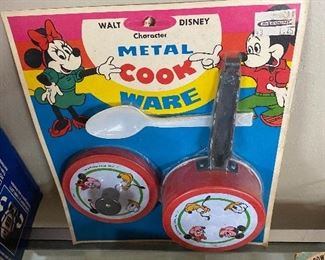 WALT DISNEY
Character
METAL
COOK
WARE